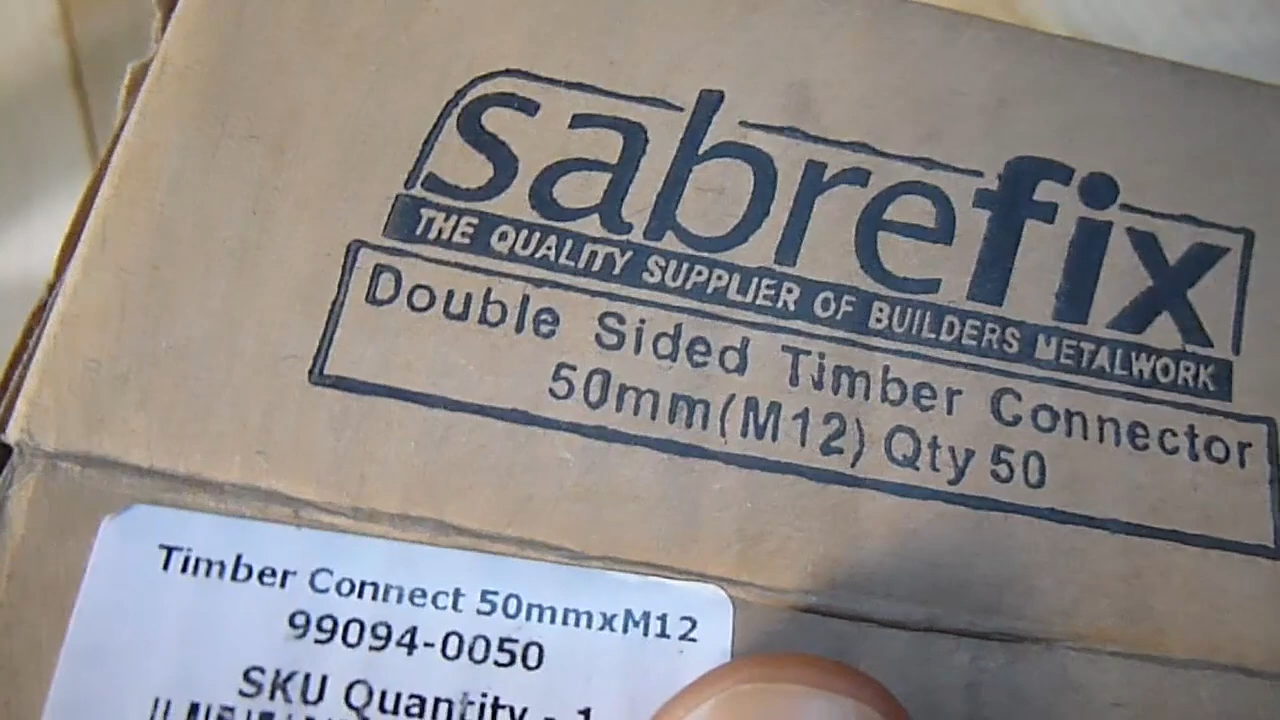 sabrefix
THE QUALITY SUPPLIER OF BUILDERS METALWORK
Double Sided Timber Connector
50mm(M12) Qty 50
Timber Connect 50mmxM12
99094-0050
SKU Quantity - 1